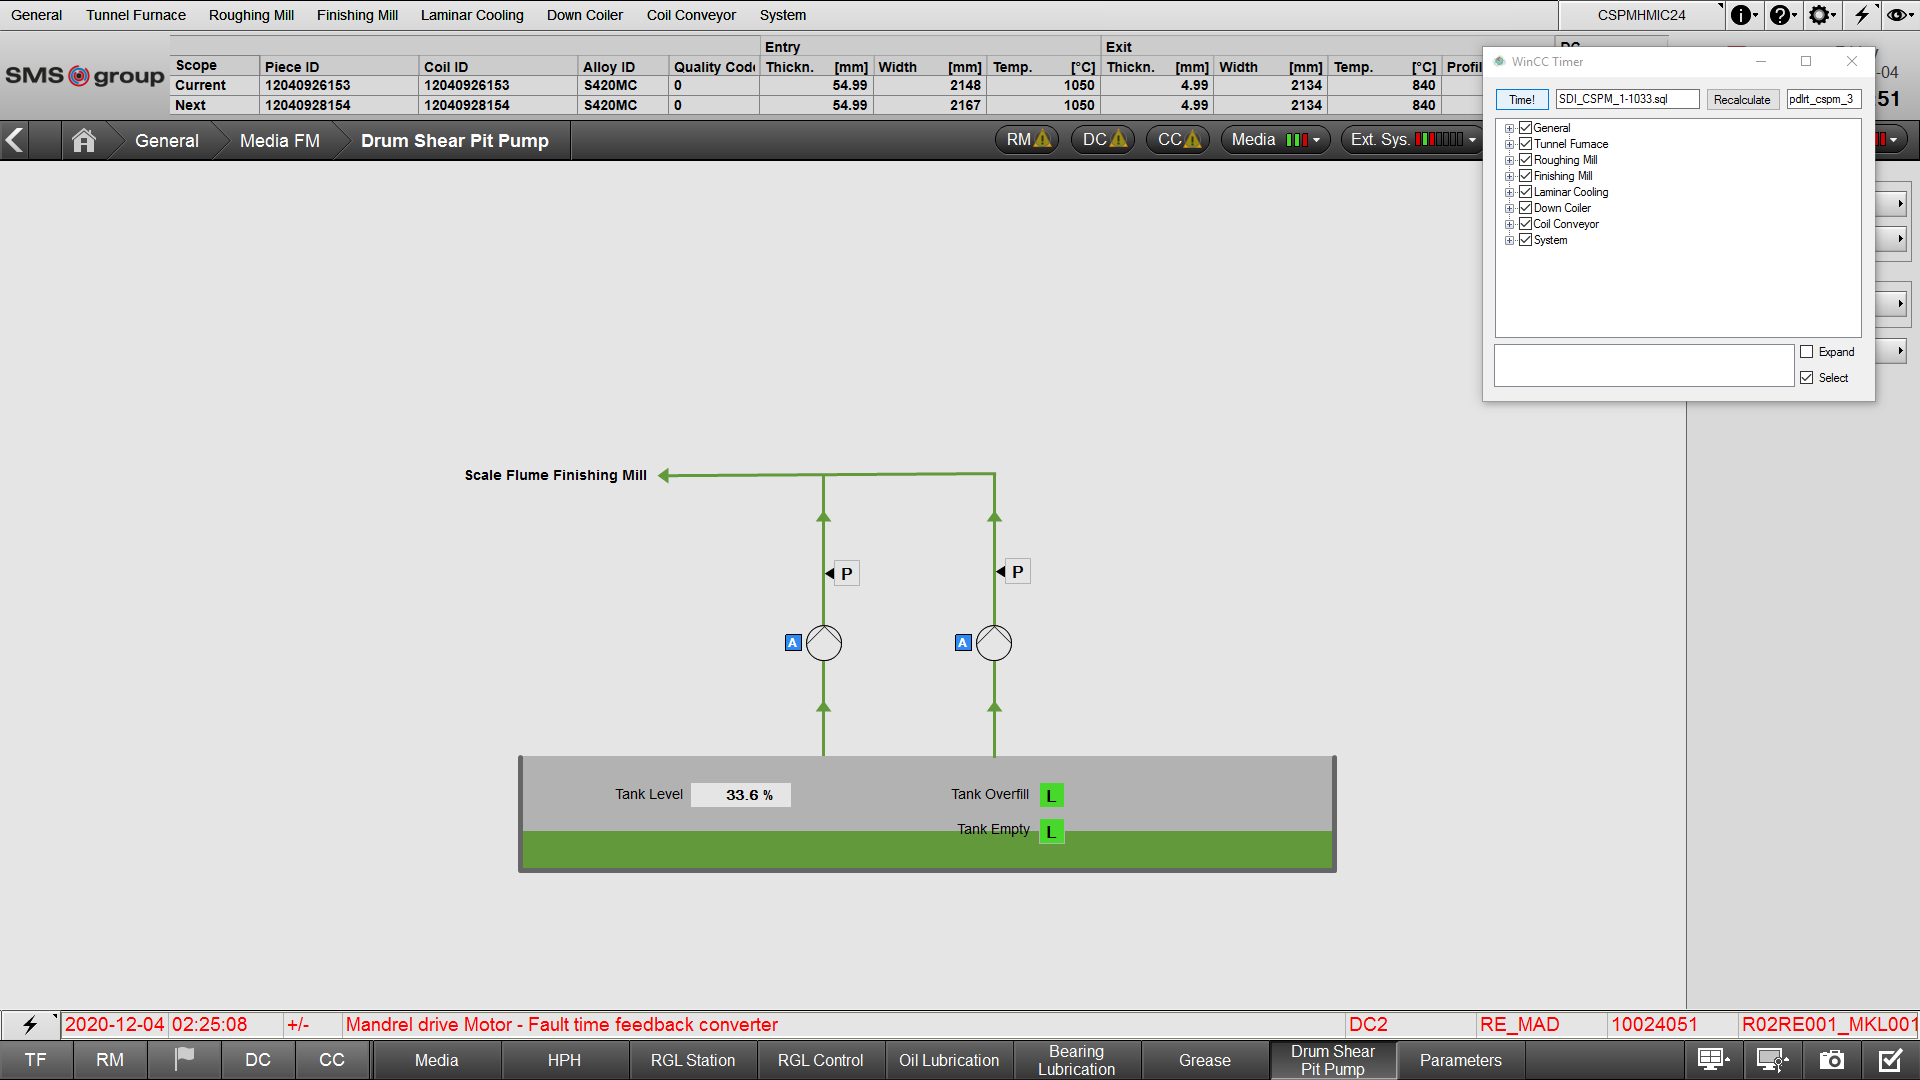 General Tunnel Furnace Roughing Mill Finishing Mill Laminar Cooling Down Coiler Coil Conveyor System CSPMHMIC24
SMS group
Entry Exit
Scope Piece ID Coil ID Alloy ID Quality Code Thickn. [mm] Width [mm] Temp. [°C] Thickn. [mm] Width [mm] Temp. [°C] Profil
Current 12040926153 12040926153 S420MC 0 54.99 2148 1050 4.99 2134 840
Next 12040928154 12040928154 S420MC 0 54.99 2167 1050 4.99 2134 840
-04
51
WinCC Timer
Time! SDI_CSPM_1-1033.sql Recalculate pdlrt_cspm_3
General
Tunnel Furnace
Roughing Mill
Finishing Mill
Laminar Cooling
Down Coiler
Coil Conveyor
System
Expand
Select
General Media FM Drum Shear Pit Pump RM DC CC Media Ext. Sys.
Scale Flume Finishing Mill
P P
A A
Tank Level 33.6 % Tank Overfill L
Tank Empty L
2020-12-04 02:25:08 +/- Mandrel drive Motor - Fault time feedback converter DC2 RE_MAD 10024051 R02RE001_MKL001
TF RM DC CC Media HPH RGL Station RGL Control Oil Lubrication Bearing Lubrication Grease Drum Shear Pit Pump Parameters